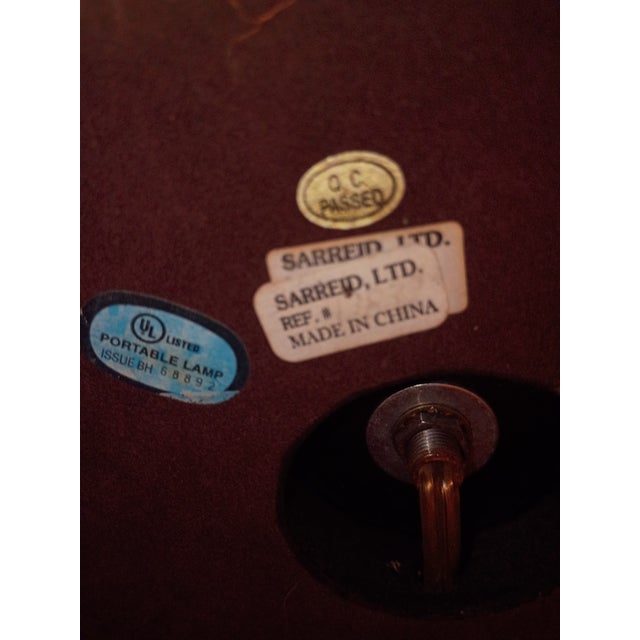 Q.C.
PASSED
SARREID, LTD.
SARREID, LTD.
REF. #
MADE IN CHINA
UL LISTED
PORTABLE LAMP
ISSUE BH 68892